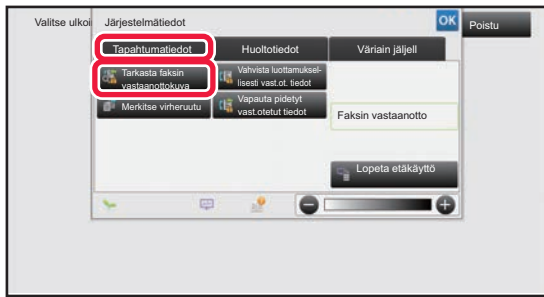 Valitse ulkoi
Järjestelmätiedot
OK
Poistu
Tapahtumatiedot
Huoltotiedot
Väriain jäljell
Tarkasta faksin
vastaanottokuva
Vahvista luottamuksel-
lisesti vast.ot. tiedot
Merkitse virheruutu
Vapauta pidetyt
vast.otetut tiedot
Faksin vastaanotto
Lopeta etäkäyttö